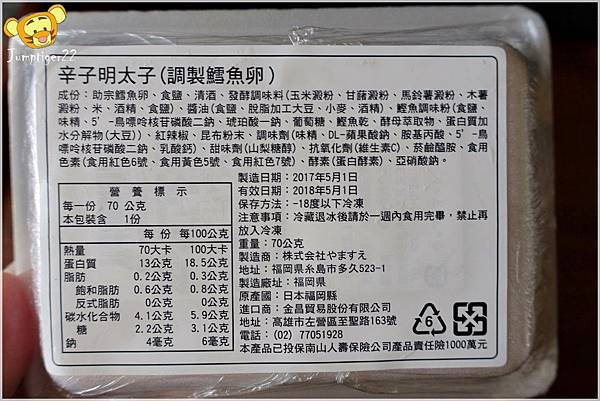 Jumptiger22
辛子明太子(調製鱈魚卵)
成份：助宗鱈魚卵、食鹽、清酒、發酵調味料(玉米澱粉、甘藷澱粉、馬鈴薯澱粉、木薯
澱粉、米、酒精、食鹽)、醬油(食鹽、脫脂加工大豆、小麥、酒精)、鰹魚調味粉(食鹽、
味精、5'-鳥嘌呤核苷磷酸二鈉、琥珀酸一鈉、葡萄糖、鰹魚乾、酵母萃取物、蛋白質加
水分解物(大豆))、紅辣椒、昆布粉末、調味劑(味精、DL-蘋果酸鈉、胺基丙酸、5'-鳥
嘌呤核苷磷酸二鈉、乳酸鈣)、甜味劑(山梨糖醇)、抗氧化劑(維生素C)、菸鹼醯胺、食用
色素(食用紅色6號、食用黃色5號、食用紅色7號)、酵素(蛋白酵素)、亞硝酸鈉。
營養標示
每一份 70 公克
本包裝含 1份
每份 每100公克
熱量 70大卡 100大卡
蛋白質 13公克 18.5公克
脂肪 0.2公克 0.3公克
飽和脂肪 0.6公克 0.8公克
反式脂肪 0公克 0公克
碳水化合物 4.1公克 5.9公克
糖 2.2公克 3.1公克
鈉 4毫克 6毫克
製造日期：2017年5月1日
有效日期：2018年5月1日
保存方法：-18度以下冷凍
注意事項：冷藏退冰後請於一週內食用完畢，禁止再
放入冷凍
重量：70公克
製造商：株式会社やますえ
地址：福岡県糸島市多久523-1
製造廠址：福岡県
原產國：日本福岡縣
進口商：金昌貿易股份有限公司
地址：高雄市左營區至聖路163號
電話：(02) 77051928
本產品已投保南山人壽保險公司產品責任險1000萬元
6